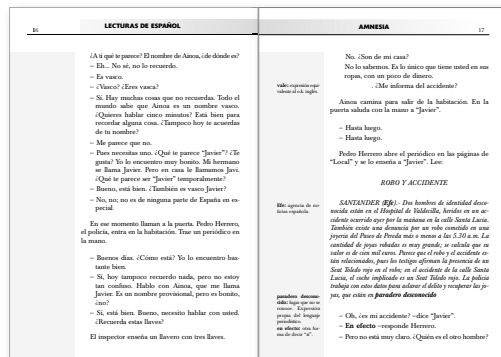 16
LECTURAS DE ESPAÑOL
¿A ti qué te parece? El nombre de Ainoa, ¿de dónde es?
– Eh... No sé, no lo recuerdo.
– Es vasco.
– ¿Vasco? ¿Eres vasca?
– Sí. Hay muchas cosas que no recuerdas. Todo el
mundo sabe que Ainoa es un nombre vasco.
¿Quieres hablar cinco minutos? Está bien para
recordar alguna cosa. ¿Tampoco hoy te acuerdas
de tu nombre?
– Me parece que no.
– Pues necesitas uno. ¿Qué te parece "Javier"? ¿Te
gusta? Yo lo encuentro muy bonito. Mi hermano
se llama Javier. Pero en casa le llamamos Javi.
¿Qué te parece ser "Javier" temporalmente?
– Bueno, está bien. ¿También es vasco Javier?
– No, no; no es de ninguna parte de España en es-
pecial.
En ese momento llaman a la puerta. Pedro Herrero,
el policía, entra en la habitación. Trae un periódico en
la mano.
– Buenos días. ¿Cómo está? Yo lo encuentro bas-
tante bien.
– Sí, hoy tampoco recuerdo nada, pero no estoy
tan confuso. Hablo con Ainoa, que me llama
Javier. Es un nombre provisional, pero es bonito,
¿no?
– Sí, está bien. Bueno, necesito hablar con usted.
¿Recuerda estas llaves?
El inspector enseña un llavero con tres llaves.
AMNESIA
17
No. ¿Son de mi casa?
No lo sabemos. Es lo único que tiene usted en sus
ropas, con un poco de dinero.
. ¿Me informa del accidente?
vale: expresión equi-
valente al o.k. inglés.
Ainoa camina para salir de la habitación. En la
puerta saluda con la mano a "Javier".
– Hasta luego.
– Hasta luego.
Pedro Herrero abre el periódico en las páginas de
"Local" y se lo enseña a "Javier". Lee:
ROBO Y ACCIDENTE
Efe: agencia de no-
ticias española.
SANTANDER (Efe).- Dos hombres de identidad desco-
nocida están en el Hospital de Valdecilla, heridos en un ac-
cidente ocurrido ayer por la mañana en la calle Santa Lucía.
También existe una denuncia por un robo cometido en una
joyería del Paseo de Pereda más o menos a las 5.30 a.m. La
cantidad de joyas robadas es muy grande; se calcula que su
valor es de cien mil euros. Parece que el robo y el accidente es-
tán relacionados, pues los testigos afirman la presencia de un
Seat Toledo rojo en el robo; en el accidente de la calle Santa
Lucía, el coche implicado es un Seat Toledo rojo. La policía
trabaja con estos datos para aclarar el delito y recuperar las jo-
yas, que están en paradero desconocido
paradero descono-
cido: lugar que no se
conoce. Expresión
propia del lenguaje
periodístico.
en efecto: otra for-
ma de decir "sí".
– Oh, ¿es mi accidente? –dice "Javier".
– En efecto –responde Herrero.
– Pero no está muy claro. ¿Quién es el otro hombre?